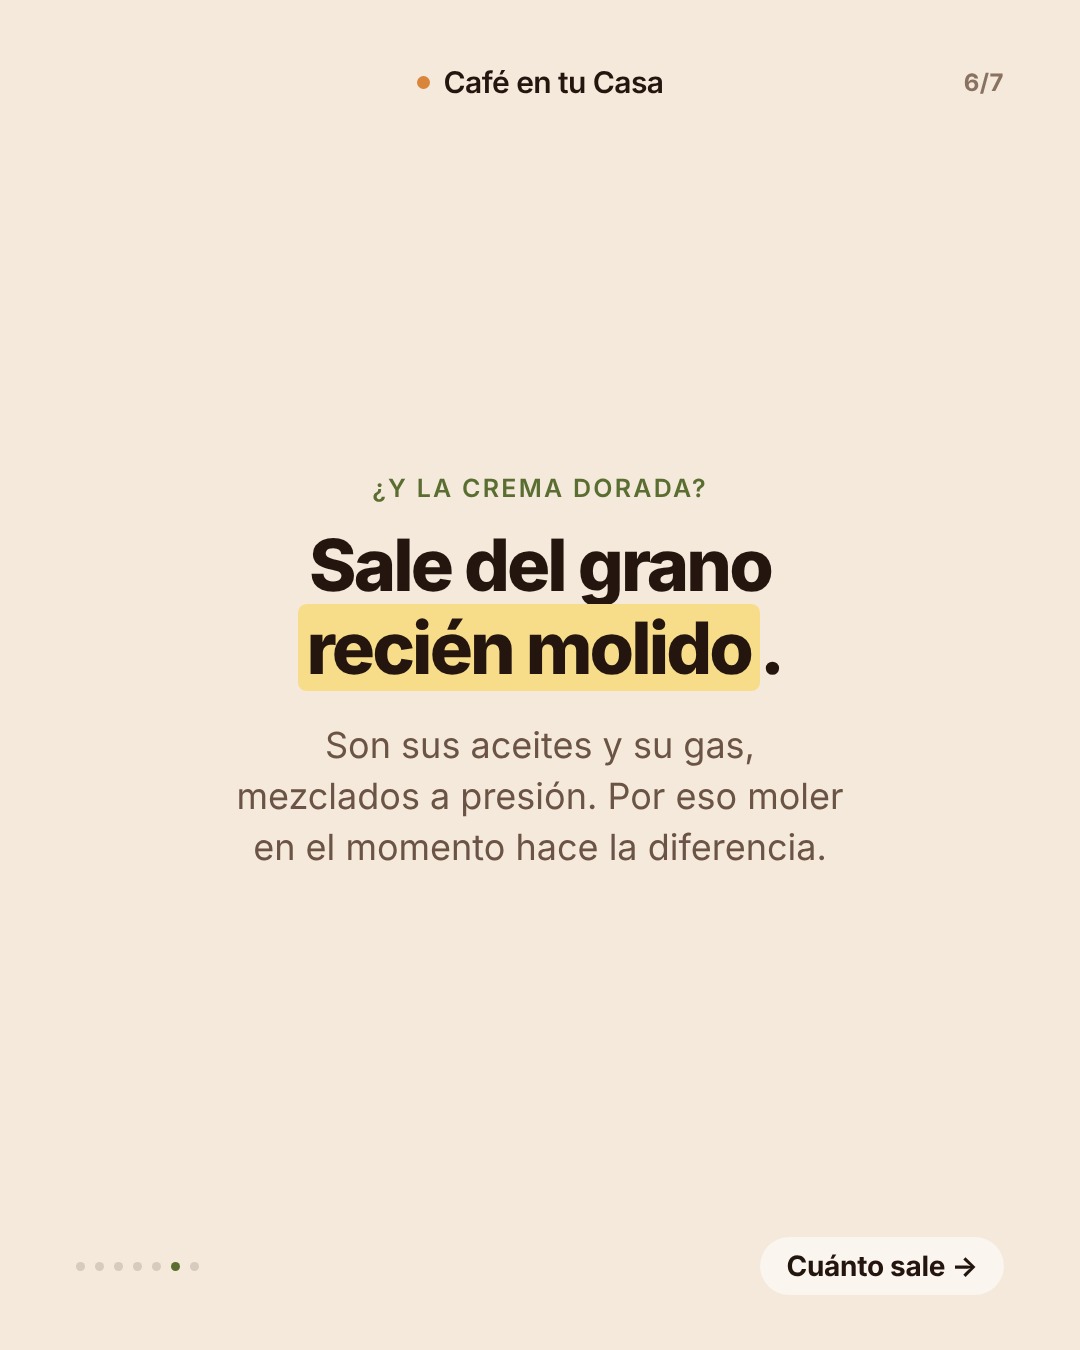 Café en tu Casa
6/7
¿Y LA CREMA DORADA?
Sale del grano
recién molido.
Son sus aceites y su gas,
mezclados a presión. Por eso moler
en el momento hace la diferencia.
Cuánto sale →